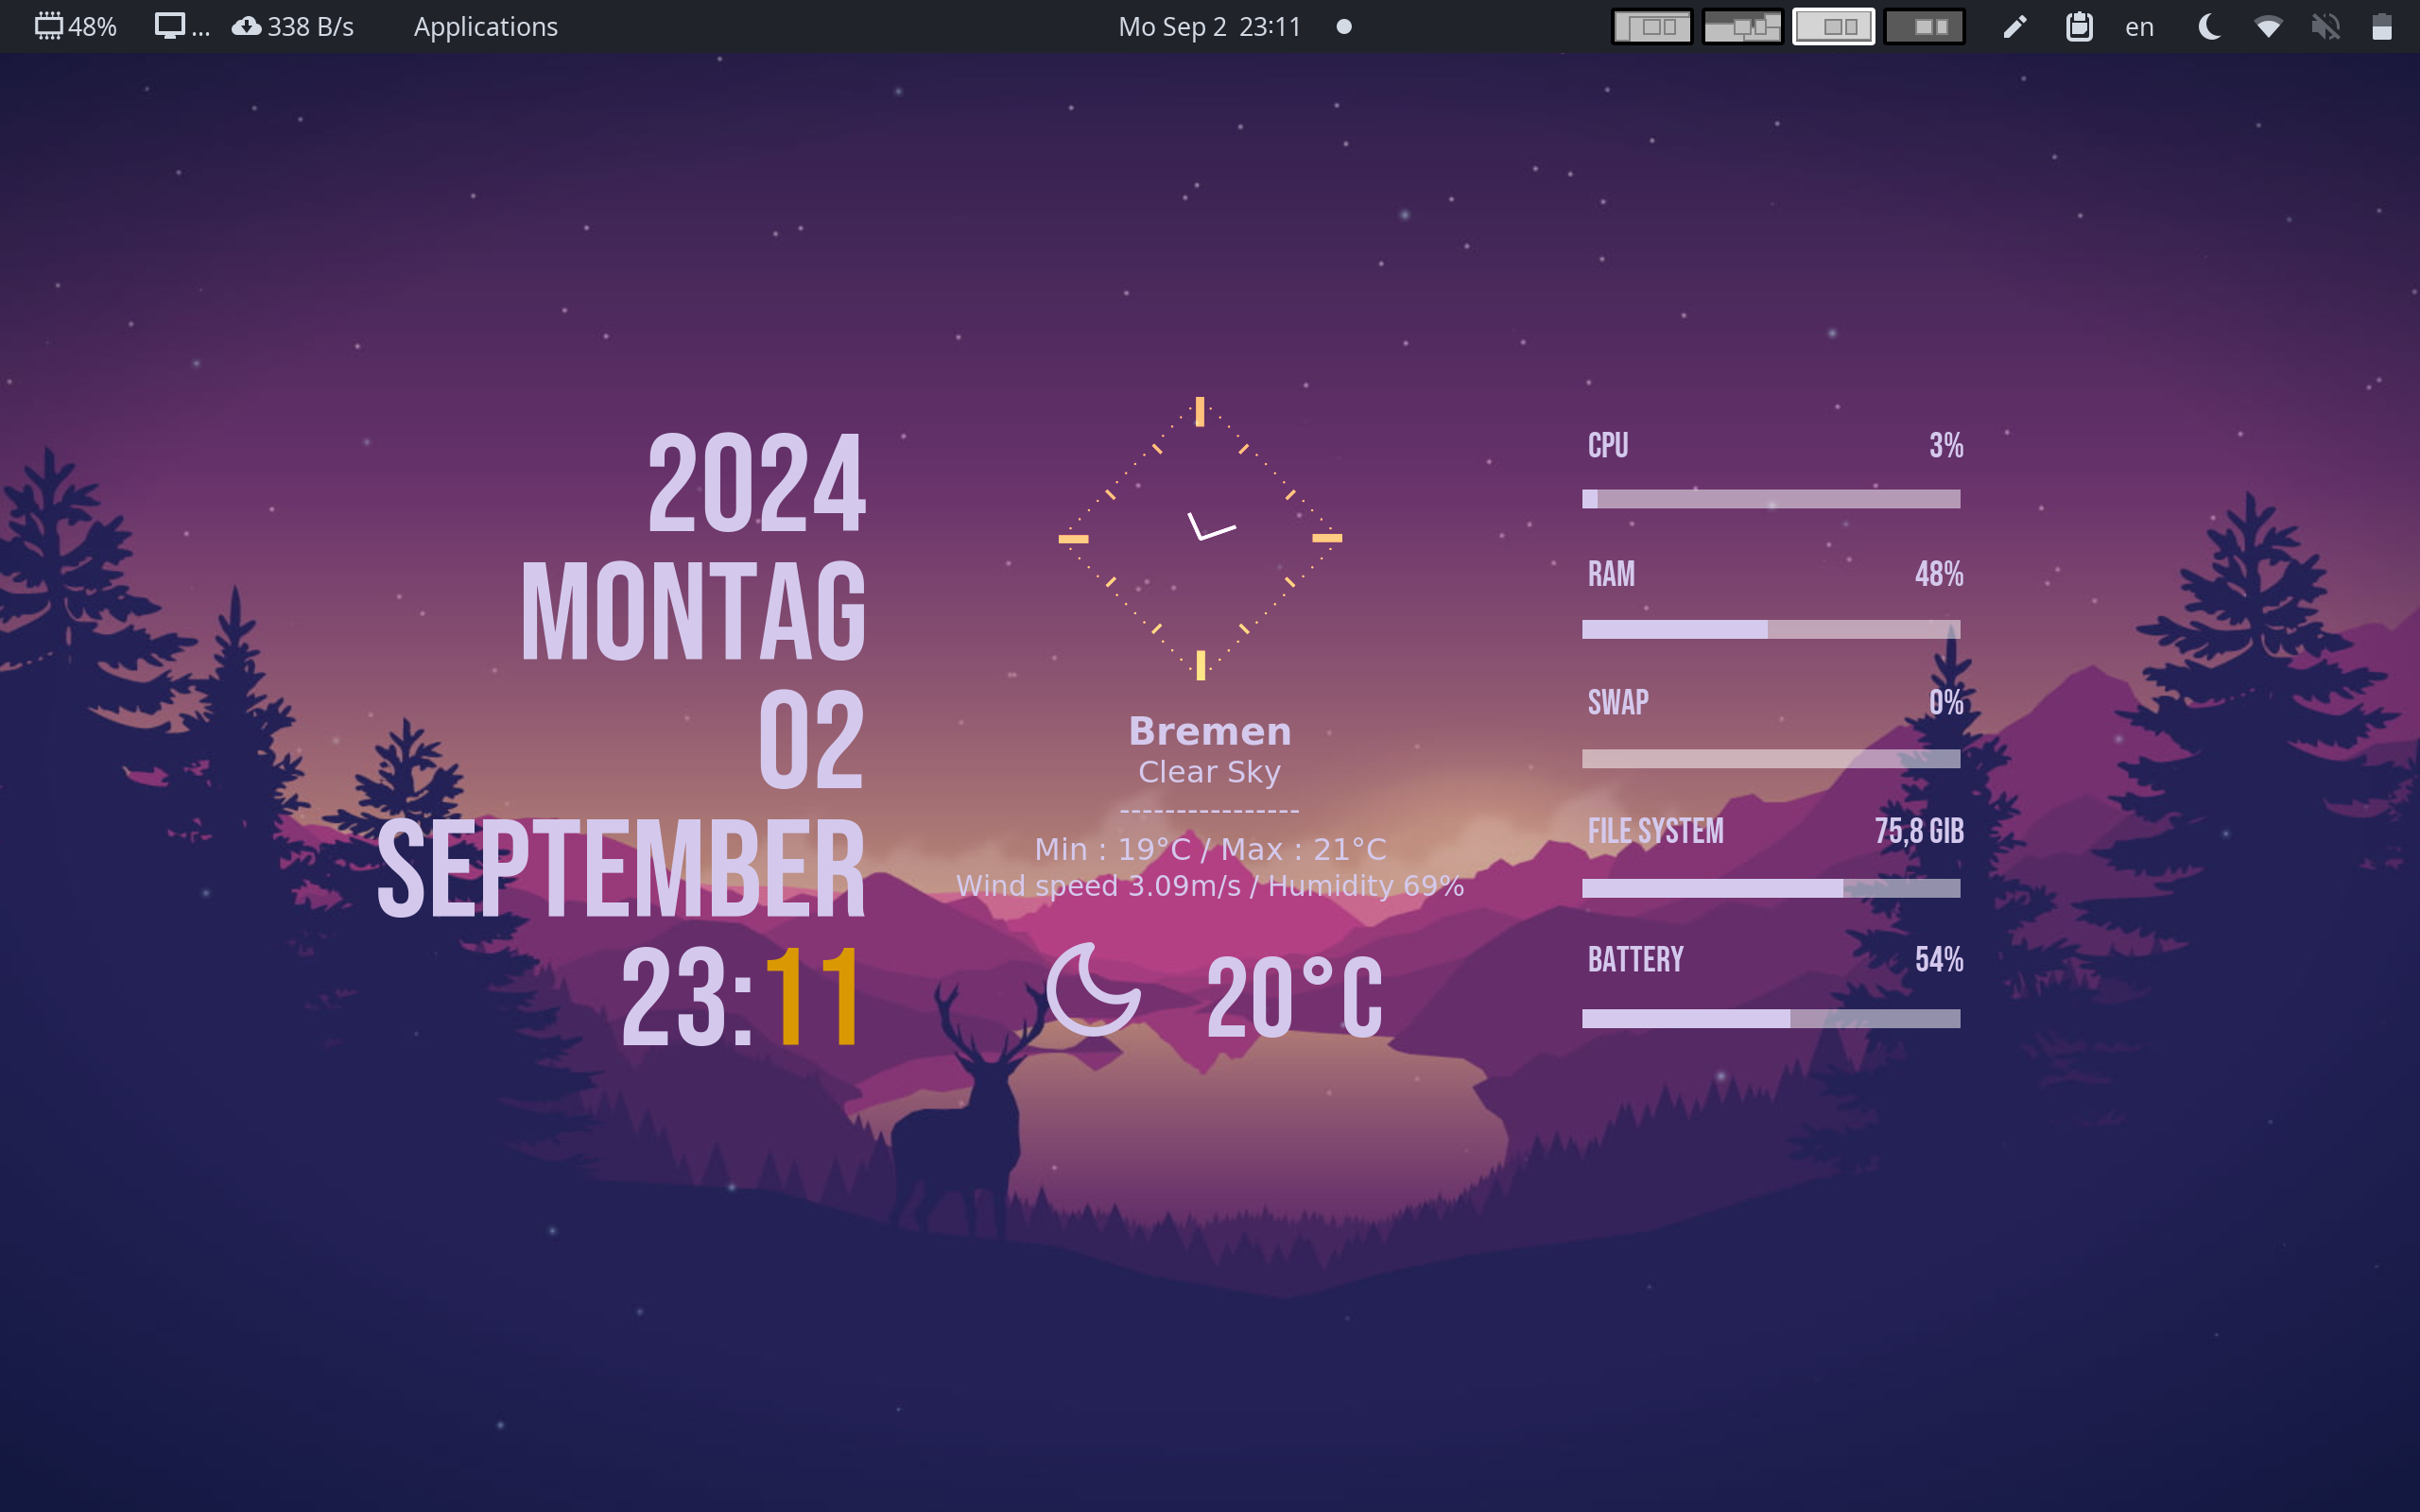 48% ... 338 B/s Applications Mo Sep 2 23:11 en
2024
MONTAG
02
SEPTEMBER
23:11
Bremen
Clear Sky
-------------------
Min : 19°C / Max : 21°C
Wind speed 3.09m/s / Humidity 69%
20°C
CPU 3%
RAM 48%
SWAP 0%
FILE SYSTEM 75,8 GIB
BATTERY 54%